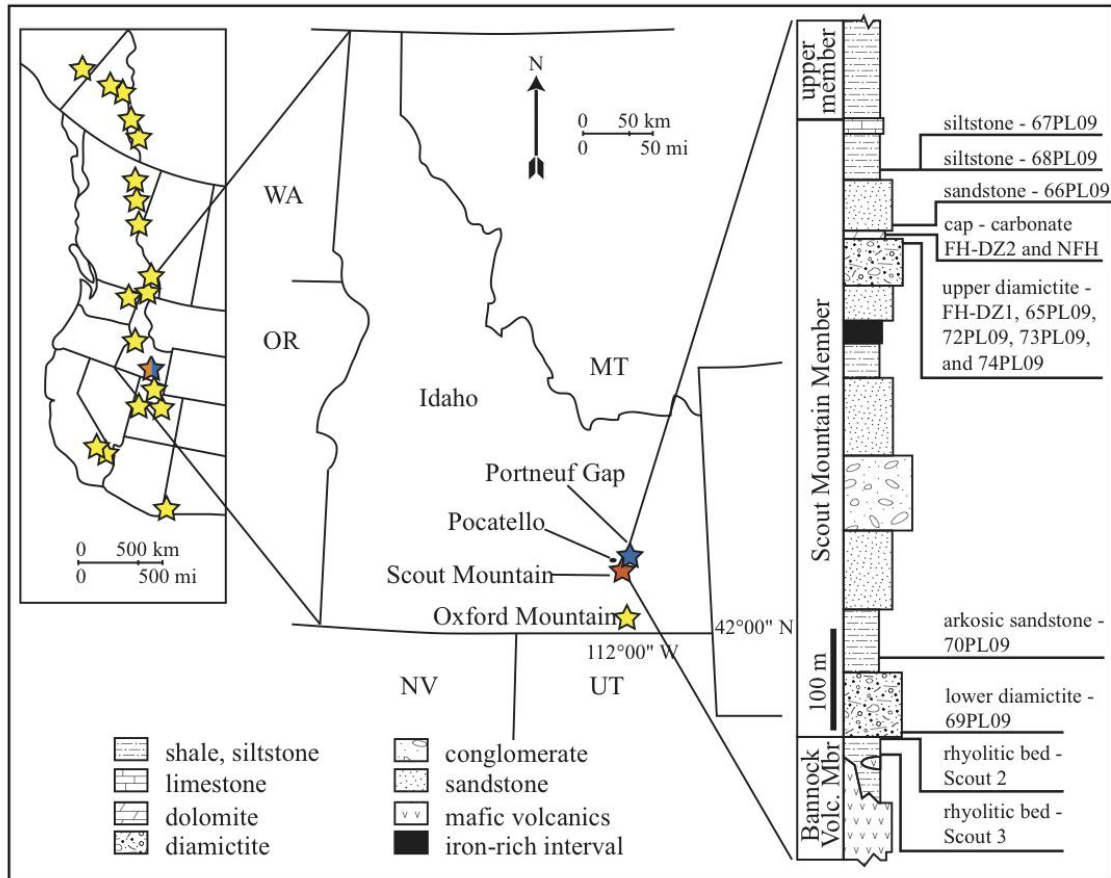 N
0 50 km
0 50 mi
WA
OR
Idaho
MT
Portneuf Gap
Pocatello
Scout Mountain
Oxford Mountain
42°00" N
112°00" W
NV
UT
0 500 km
0 500 mi
shale, siltstone
limestone
dolomite
diamictite
conglomerate
sandstone
mafic volcanics
iron-rich interval
upper
member
Scout Mountain Member
100 m
Bannock
Volc. Mbr
siltstone - 67PL09
siltstone - 68PL09
sandstone - 66PL09
cap - carbonate
FH-DZ2 and NFH
upper diamictite -
FH-DZ1, 65PL09,
72PL09, 73PL09,
and 74PL09
arkosic sandstone -
70PL09
lower diamictite -
69PL09
rhyolitic bed -
Scout 2
rhyolitic bed -
Scout 3